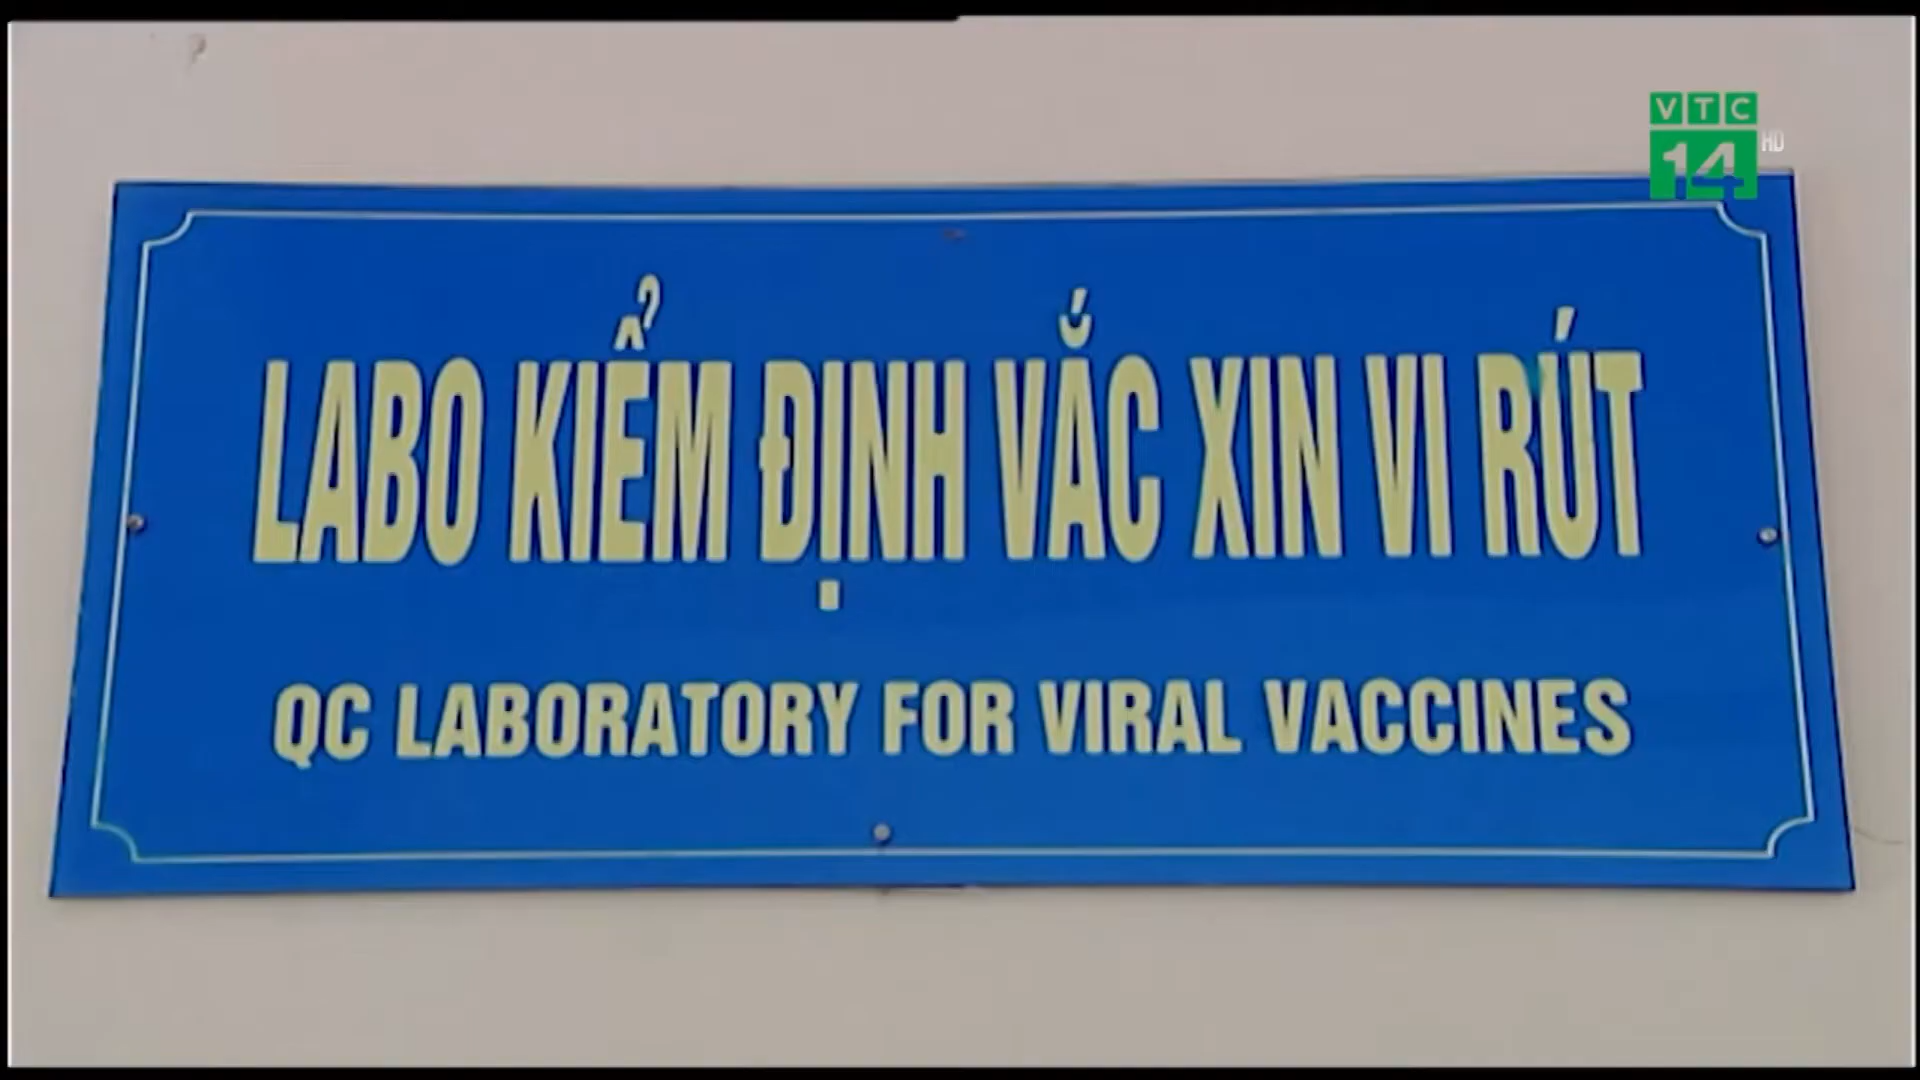 VTC
14 HD
LABO KIỂM ĐỊNH VẮC XIN VI RÚT
QC LABORATORY FOR VIRAL VACCINES